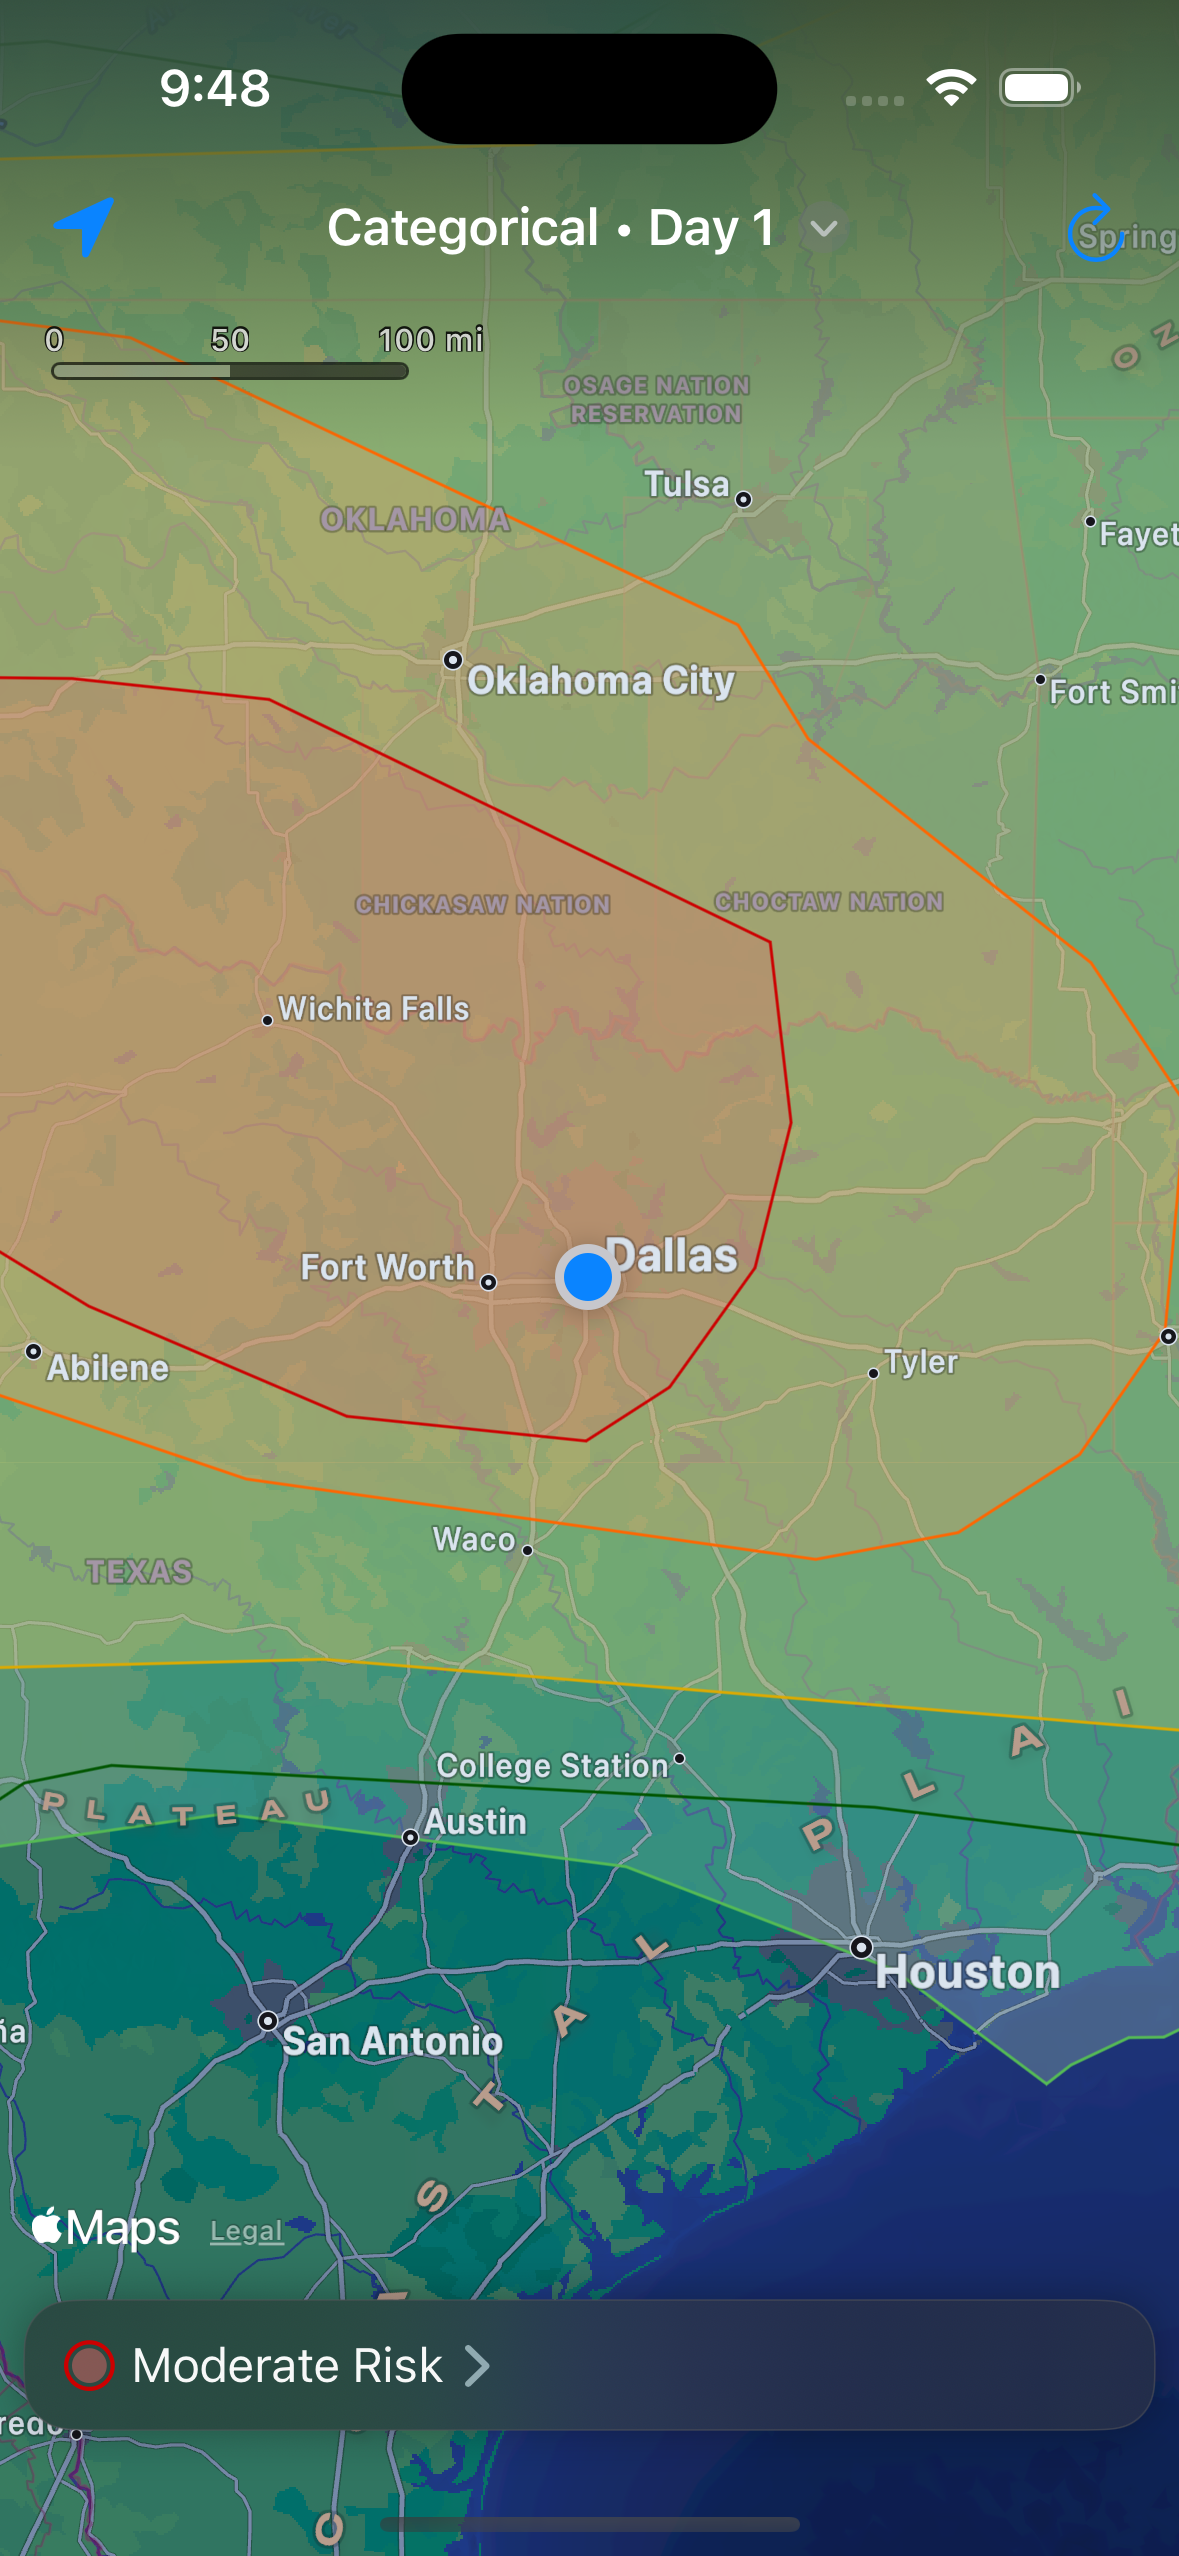 9:48
Categorical • Day 1
Spring
0 50 100 mi
O Z
OSAGE NATION
RESERVATION
Tulsa
OKLAHOMA
Fayet
Oklahoma City
Fort Smi
CHICKASAW NATION
CHOCTAW NATION
Wichita Falls
Dallas
Fort Worth
Abilene
Tyler
Waco
TEXAS
College Station
PLATEAU
Austin
P L A I
Houston
ña
San Antonio
C O A S T A L
Maps Legal
Moderate Risk
redo